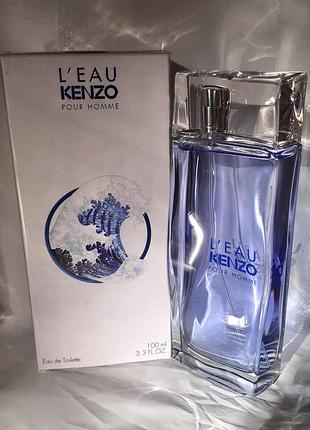 L'EAU
KENZO
POUR HOMME
100 ml
3.3 FL.OZ.
Eau de Toilette
L'EAU
KENZO
POUR HOMME